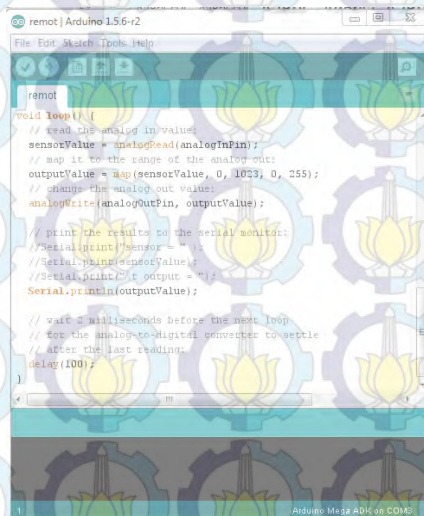 remot | Arduino 1.5.6-r2
File Edit Sketch Tools Help
remot
void loop() {
// read the analog in value:
sensorValue = analogRead(analogInPin);
// map it to the range of the analog out:
outputValue = map(sensorValue, 0, 1023, 0, 255);
// change the analog out value:
analogWrite(analogOutPin, outputValue);
// print the results to the serial monitor:
//Serial.print("sensor = " );
//Serial.print(sensorValue);
//Serial.print("\t output = ");
Serial.println(outputValue);
// wait 2 milliseconds before the next loop
// for the analog-to-digital converter to settle
// after the last reading:
delay(100);
}
1
Arduino Mega ADK on COM3